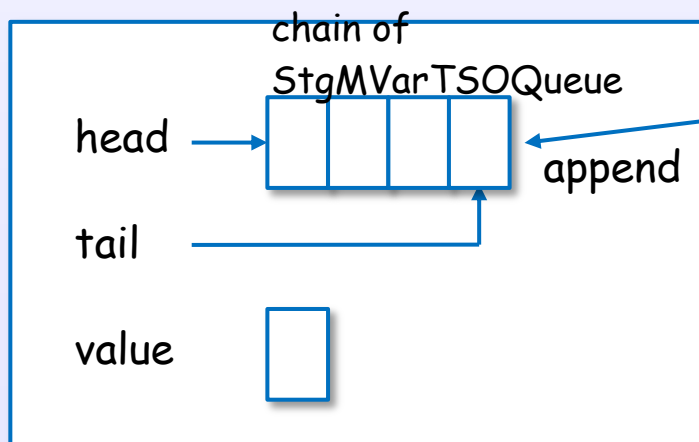 chain of
StgMVarTSOQueue
head
append
tail
value